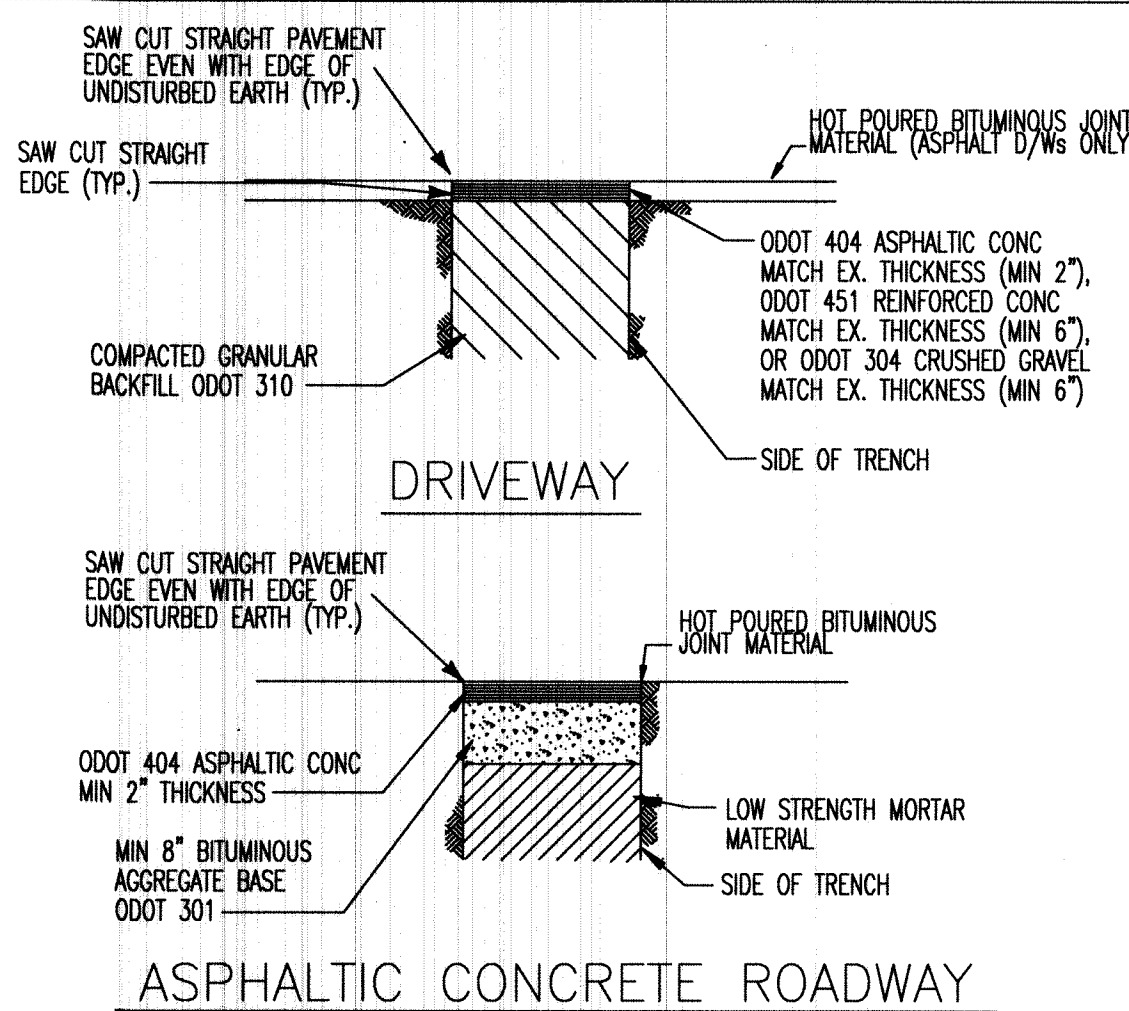 SAW CUT STRAIGHT PAVEMENT
EDGE EVEN WITH EDGE OF
UNDISTURBED EARTH (TYP.)
HOT POURED BITUMINOUS JOINT
MATERIAL (ASPHALT D/Ws ONLY
SAW CUT STRAIGHT
EDGE (TYP.)
ODOT 404 ASPHALTIC CONC
MATCH EX. THICKNESS (MIN 2"),
ODOT 451 REINFORCED CONC
MATCH EX. THICKNESS (MIN 6"),
OR ODOT 304 CRUSHED GRAVEL
MATCH EX. THICKNESS (MIN 6")
COMPACTED GRANULAR
BACKFILL ODOT 310
SIDE OF TRENCH
DRIVEWAY
SAW CUT STRAIGHT PAVEMENT
EDGE EVEN WITH EDGE OF
UNDISTURBED EARTH (TYP.)
HOT POURED BITUMINOUS
JOINT MATERIAL
ODOT 404 ASPHALTIC CONC
MIN 2" THICKNESS
LOW STRENGTH MORTAR
MATERIAL
MIN 8" BITUMINOUS
AGGREGATE BASE
ODOT 301
SIDE OF TRENCH
ASPHALTIC CONCRETE ROADWAY